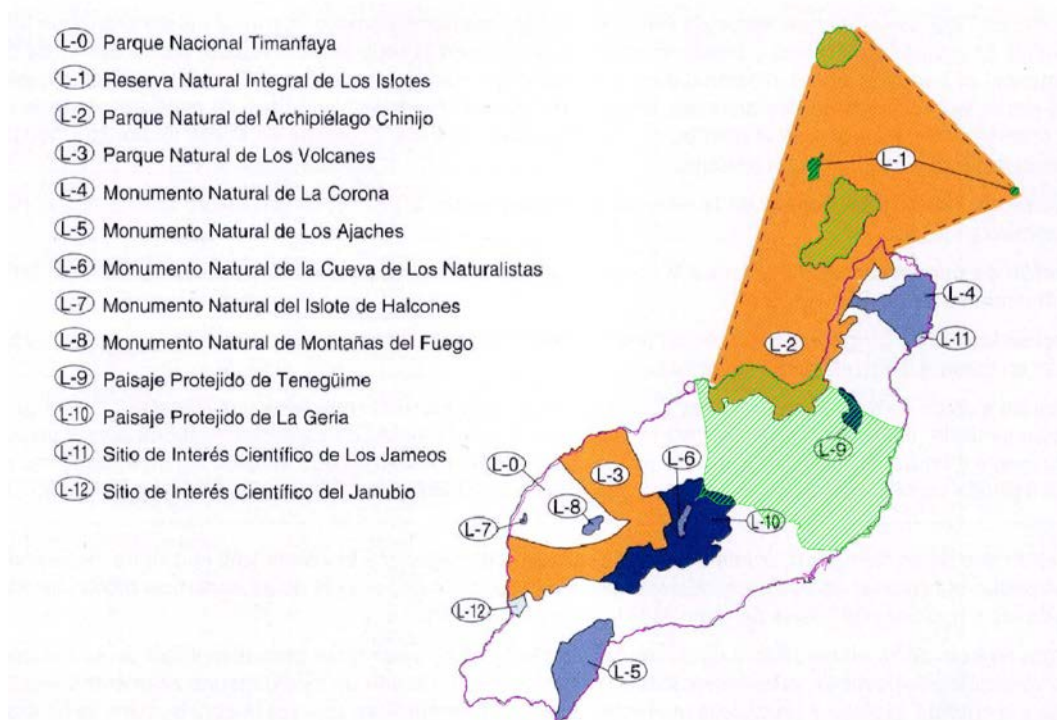 L-0 Parque Nacional Timanfaya
L-1 Reserva Natural Integral de Los Islotes
L-2 Parque Natural del Archipiélago Chinijo
L-3 Parque Natural de Los Volcanes
L-4 Monumento Natural de La Corona
L-5 Monumento Natural de Los Ajaches
L-6 Monumento Natural de la Cueva de Los Naturalistas
L-7 Monumento Natural del Islote de Halcones
L-8 Monumento Natural de Montañas del Fuego
L-9 Paisaje Protejido de Tenegüime
L-10 Paisaje Protejido de La Geria
L-11 Sitio de Interés Científico de Los Jameos
L-12 Sitio de Interés Científico del Janubio
L-1
L-4
L-11
L-2
L-9
L-6
L-0
L-3
L-8
L-7
L-10
L-12
L-5